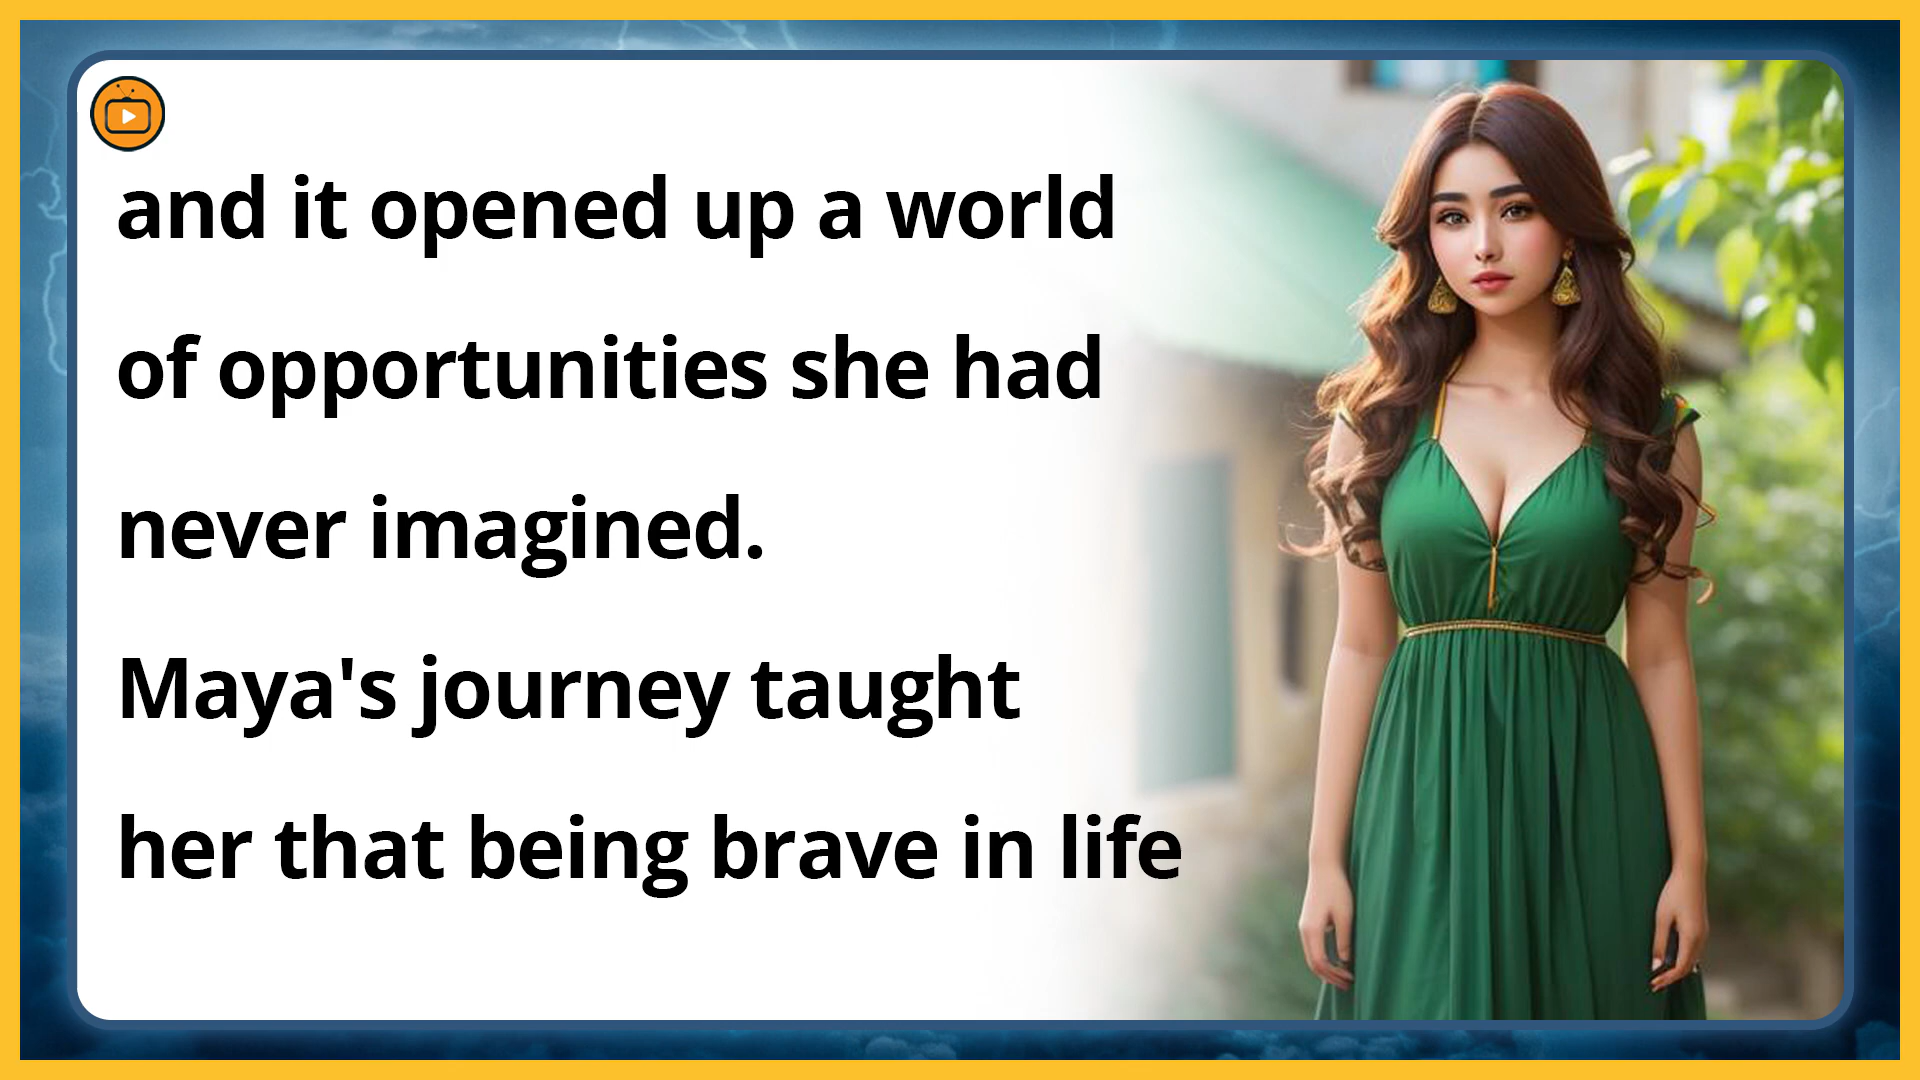 and it opened up a world
of opportunities she had
never imagined.
Maya's journey taught
her that being brave in life